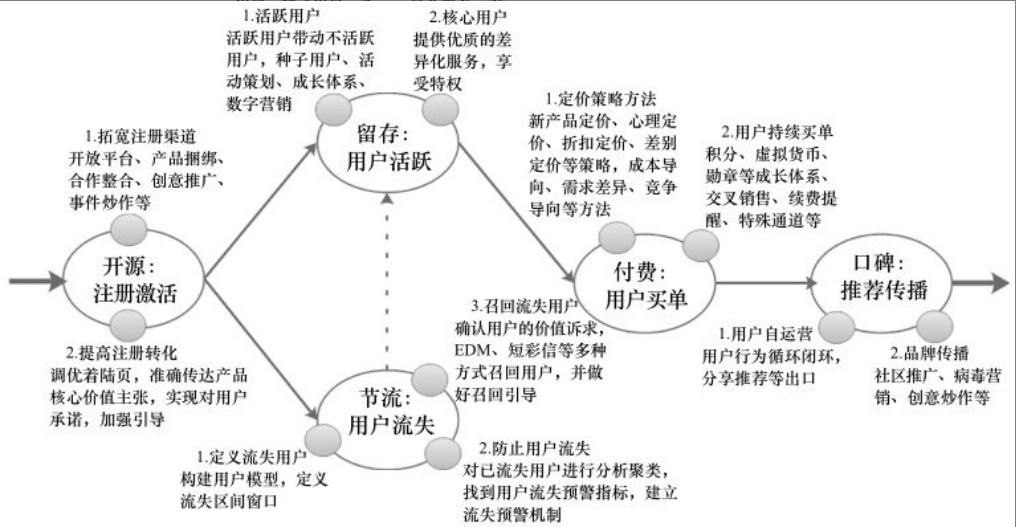 1.活跃用户
活跃用户带动不活跃
用户，种子用户、活
动策划、成长体系、
数字营销
2.核心用户
提供优质的差
异化服务，享
受特权
留存：
用户活跃
1.拓宽注册渠道
开放平台、产品捆绑、
合作整合、创意推广、
事件炒作等
开源：
注册激活
2.提高注册转化
调优着陆页，准确传达产品
核心价值主张，实现对用户
承诺，加强引导
1.定价策略方法
新产品定价、心理定
价、折扣定价、差别
定价等策略，成本导
向、需求差异、竞争
导向等方法
2.用户持续买单
积分、虚拟货币、
勋章等成长体系、
交叉销售、续费提
醒、特殊通道等
付费：
用户买单
口碑：
推荐传播
1.用户自运营
用户行为循环闭环，
分享推荐等出口
2.品牌传播
社区推广、病毒营
销、创意炒作等
3.召回流失用户
确认用户的价值诉求，
EDM、短彩信等多种
方式召回用户，并做
好召回引导
节流：
用户流失
1.定义流失用户
构建用户模型，定义
流失区间窗口
2.防止用户流失
对已流失用户进行分析聚类，
找到用户流失预警指标，建立
流失预警机制